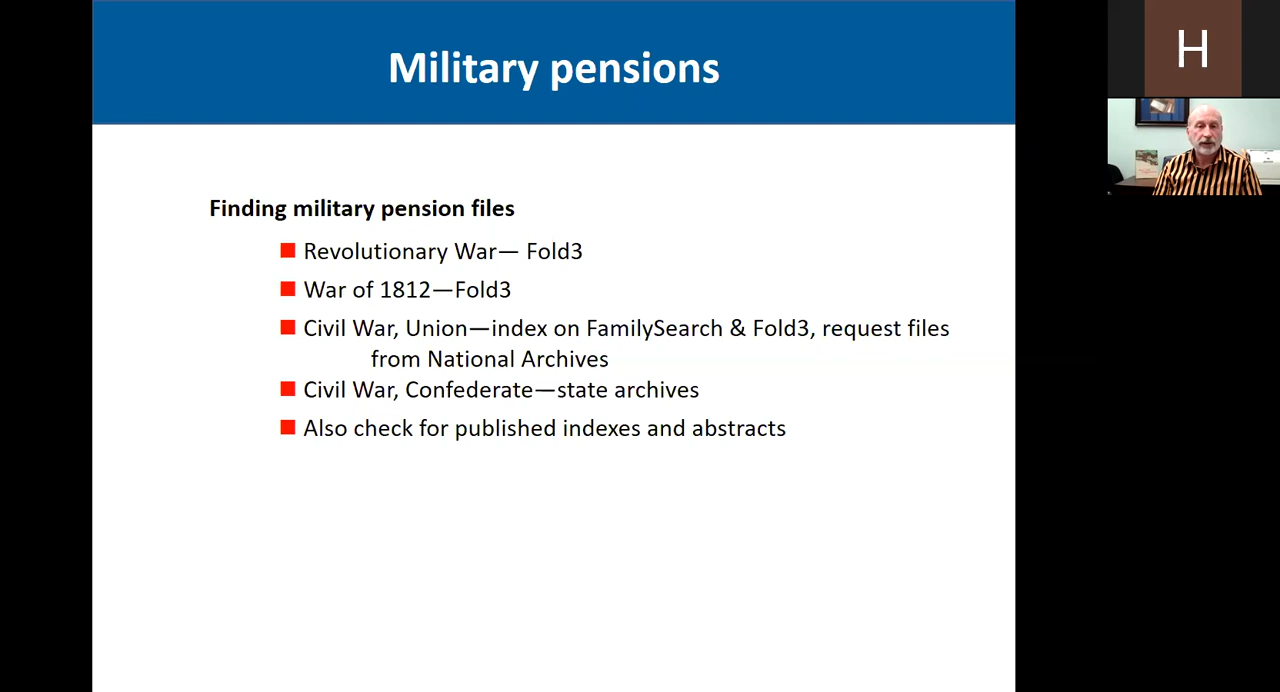 Military pensions
H
Finding military pension files
Revolutionary War— Fold3
War of 1812—Fold3
Civil War, Union—index on FamilySearch & Fold3, request files
from National Archives
Civil War, Confederate—state archives
Also check for published indexes and abstracts